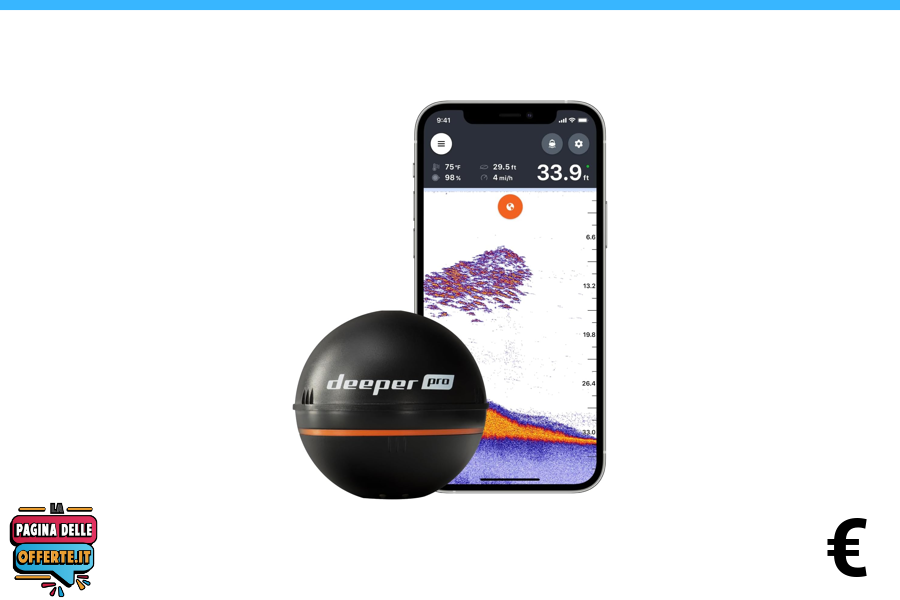 9:41
75°F
29.5 ft
33.9 ft
98%
4 mi/h
6.6
13.2
19.8
26.4
33.0
deeper pro
LA
PAGINA DELLE
OFFERTE.IT
€